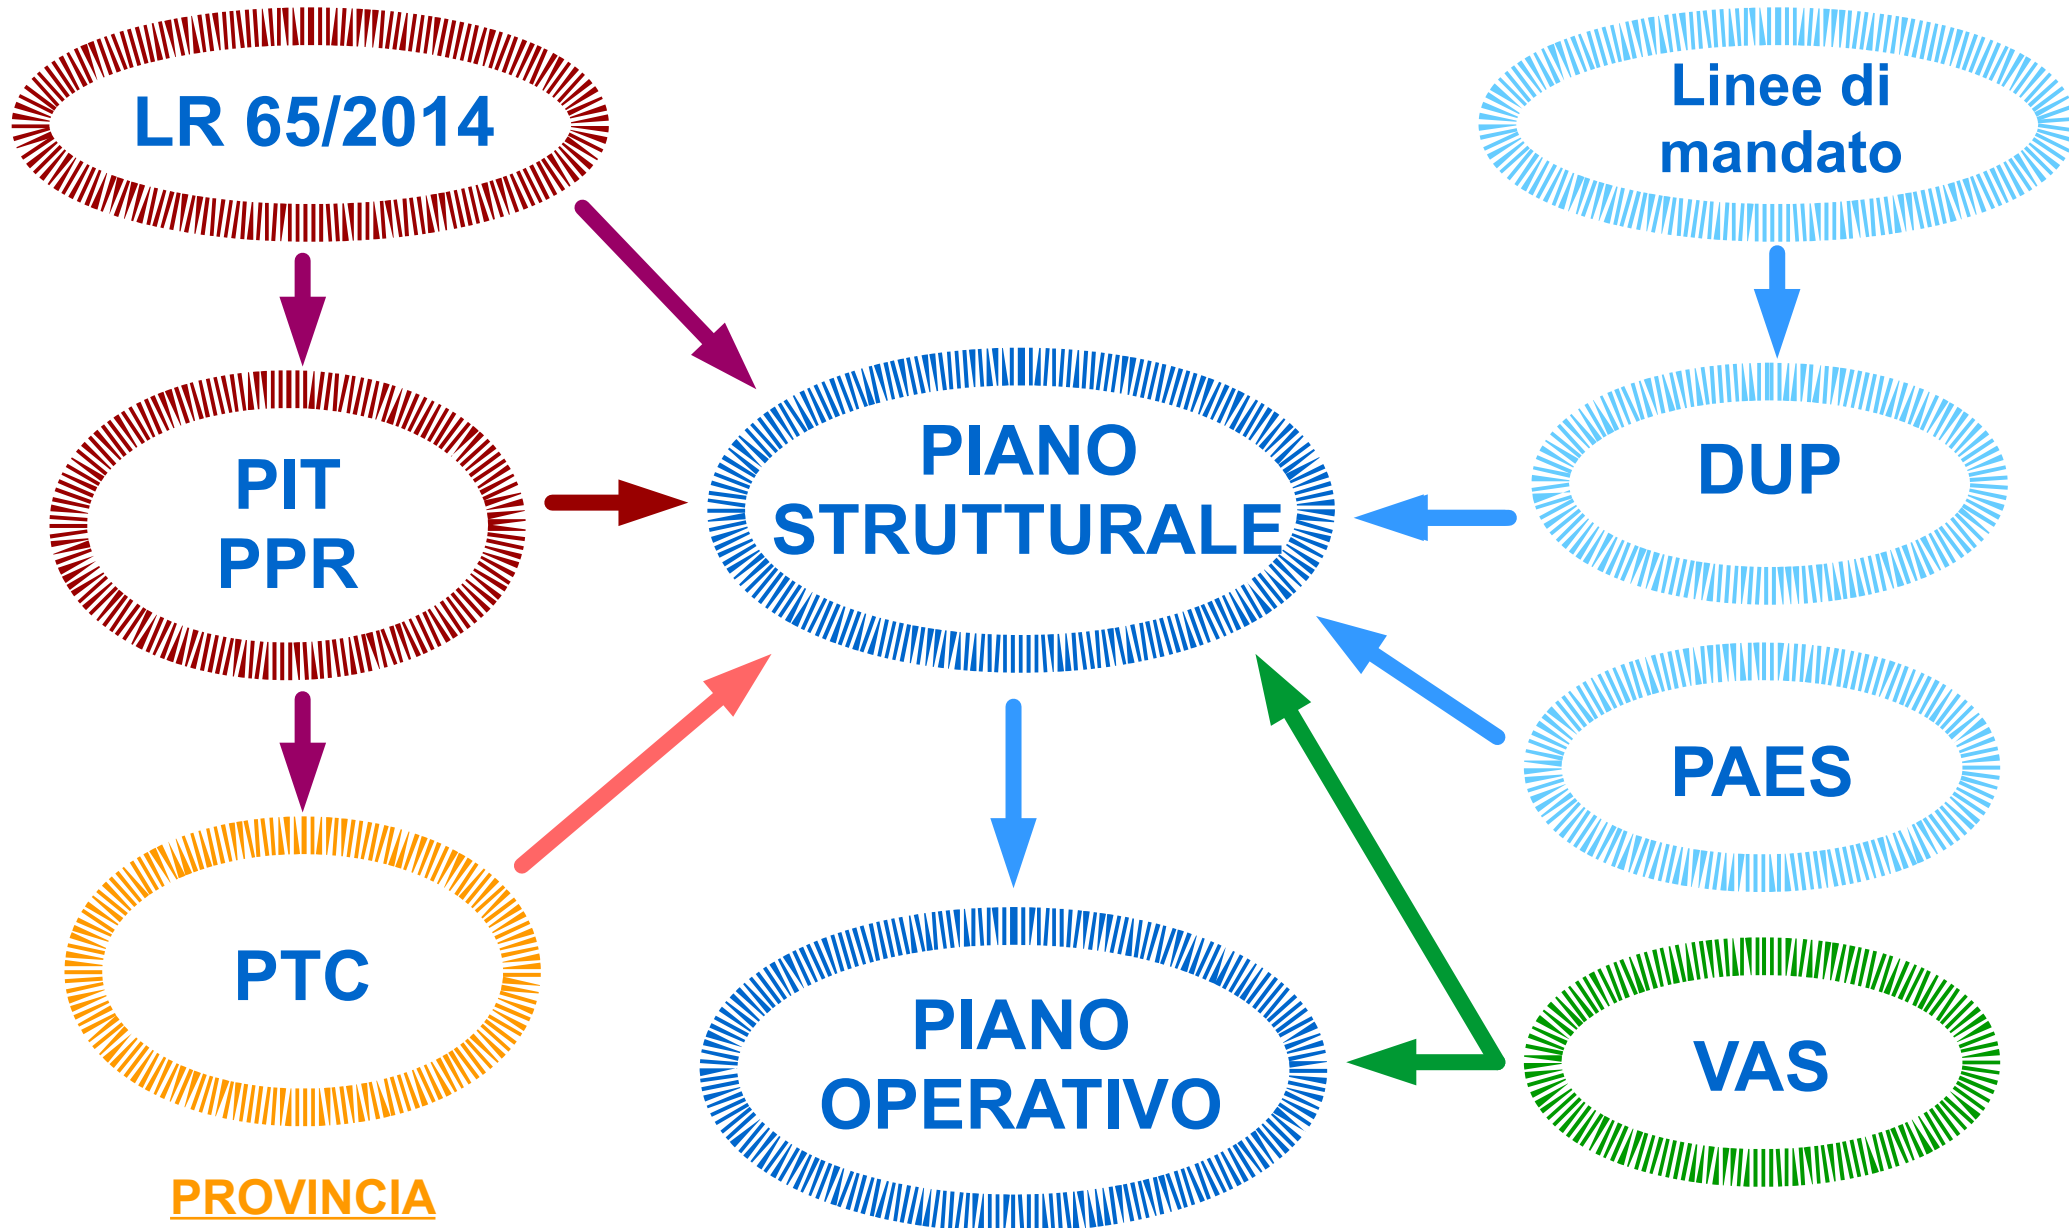 LR 65/2014
Linee di
mandato
PIT
PPR
PIANO
STRUTTURALE
DUP
PAES
PTC
PIANO
OPERATIVO
VAS
PROVINCIA